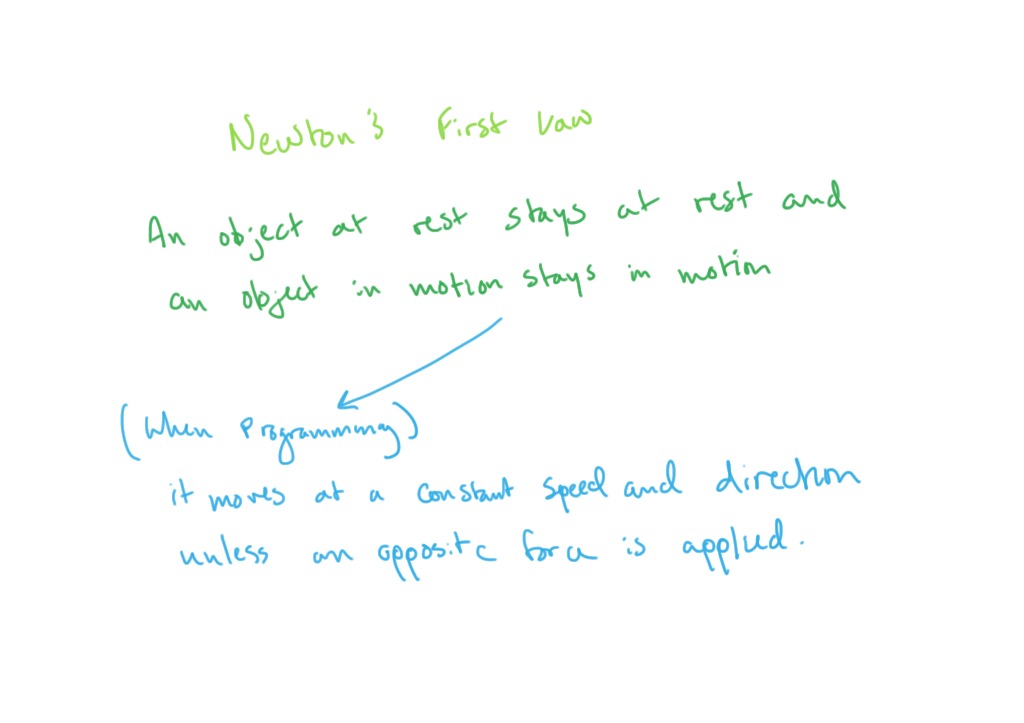 Newton's First Law
An object at rest stays at rest and
an object in motion stays in motion
(When Programming)
it moves at a constant speed and direction
unless an opposite force is applied.